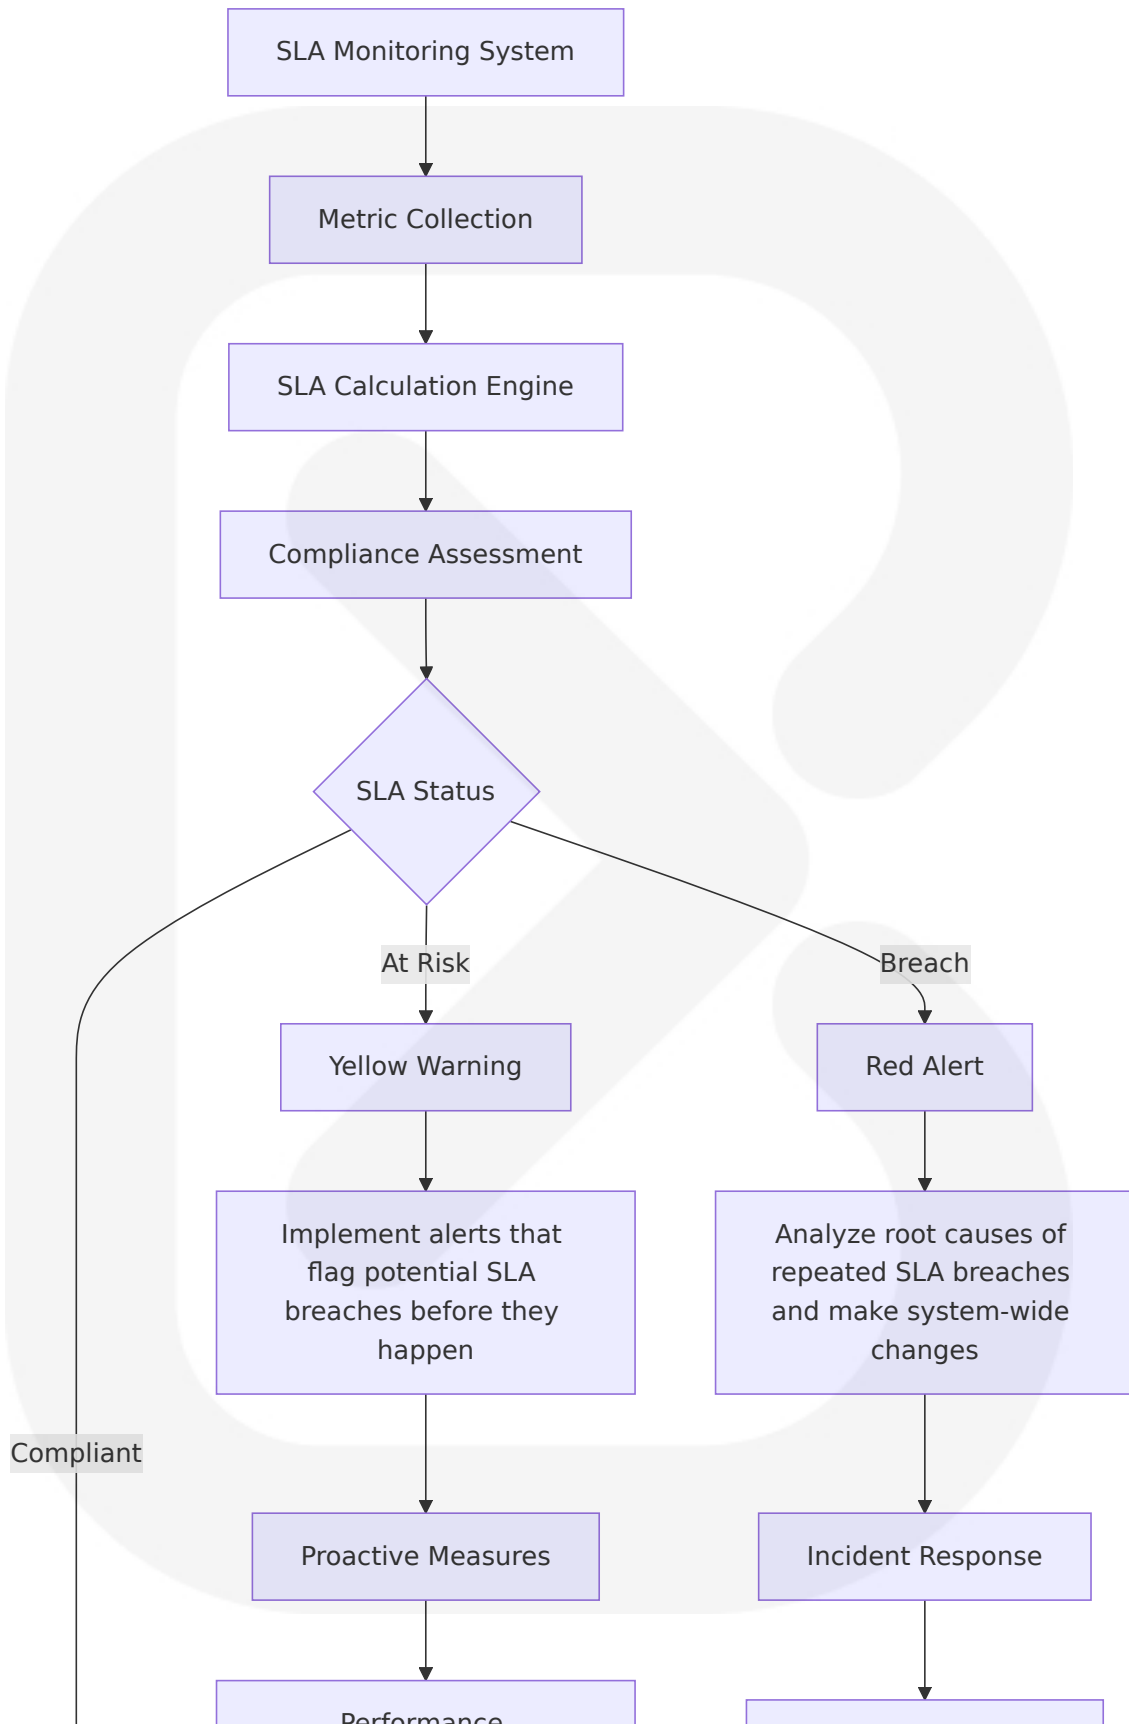 SLA Monitoring System
Metric Collection
SLA Calculation Engine
Compliance Assessment
SLA Status
At Risk
Breach
Yellow Warning
Red Alert
Implement alerts that
flag potential SLA
breaches before they
happen
Analyze root causes of
repeated SLA breaches
and make system-wide
changes
Compliant
Proactive Measures
Incident Response
Performance